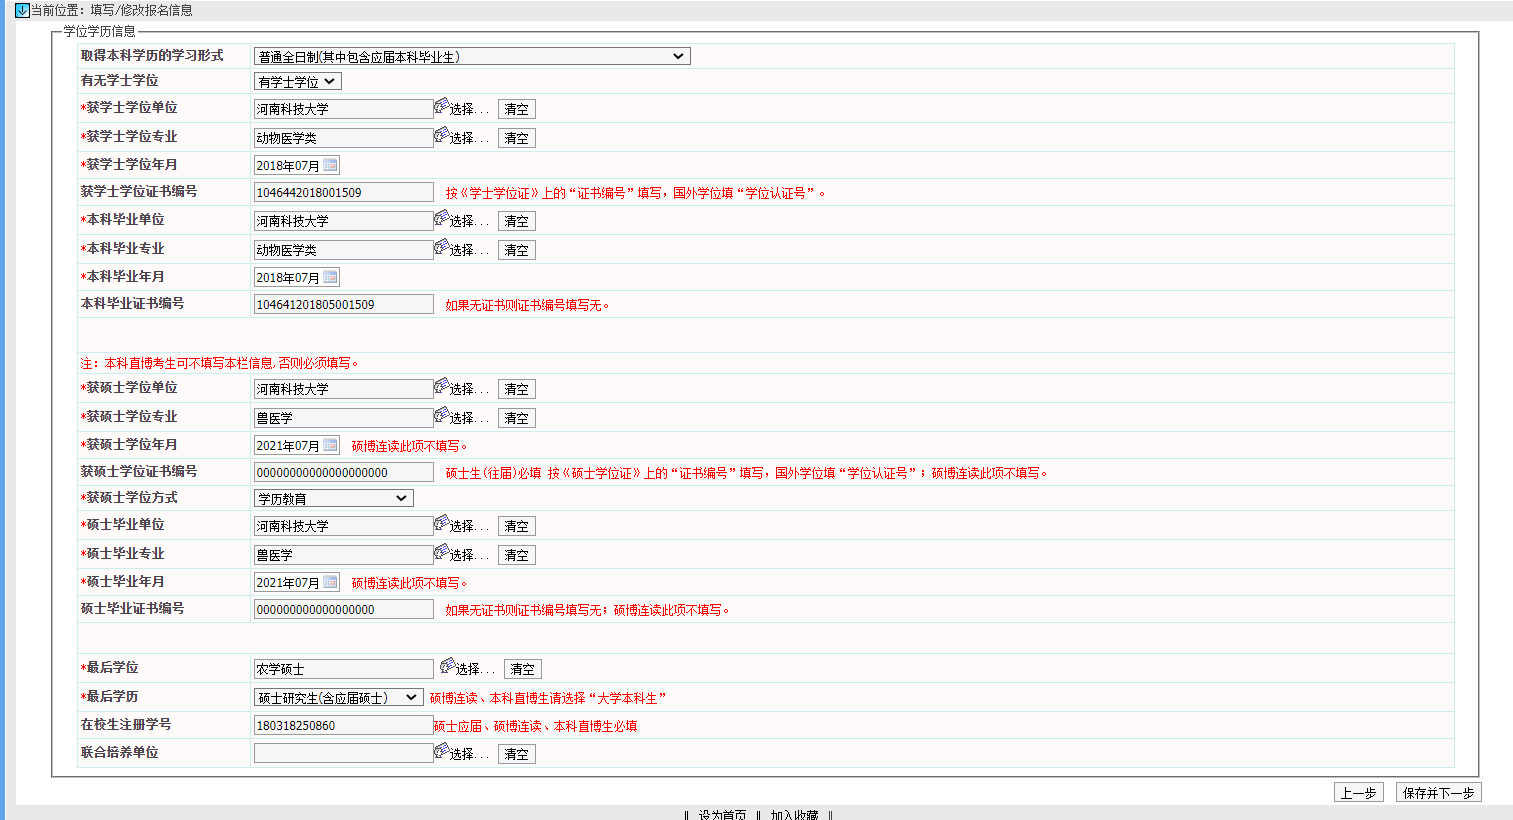 当前位置：填写/修改报名信息
学位学历信息
取得本科学历的学习形式 普通全日制(其中包含应届本科毕业生)
有无学士学位 有学士学位
*获学士学位单位 河南科技大学 选择... 清空
*获学士学位专业 动物医学类 选择... 清空
*获学士学位年月 2018年07月
获学士学位证书编号 1046442018001509 按《学士学位证》上的“证书编号”填写，国外学位填“学位认证号”。
*本科毕业单位 河南科技大学 选择... 清空
*本科毕业专业 动物医学类 选择... 清空
*本科毕业年月 2018年07月
本科毕业证书编号 104641201805001509 如果无证书则证书编号填写无。
注：本科直博考生可不填写本栏信息,否则必须填写。
*获硕士学位单位 河南科技大学 选择... 清空
*获硕士学位专业 兽医学 选择... 清空
*获硕士学位年月 2021年07月 硕博连读此项不填写。
获硕士学位证书编号 00000000000000000000 硕士生(往届)必填 按《硕士学位证》上的“证书编号”填写，国外学位填“学位认证号”；硕博连读此项不填写。
*获硕士学位方式 学历教育
*硕士毕业单位 河南科技大学 选择... 清空
*硕士毕业专业 兽医学 选择... 清空
*硕士毕业年月 2021年07月 硕博连读此项不填写。
硕士毕业证书编号 000000000000000000 如果无证书则证书编号填写无；硕博连读此项不填写。
*最后学位 农学硕士 选择... 清空
*最后学历 硕士研究生(含应届硕士) 硕博连读、本科直博生请选择“大学本科生”
在校生注册学号 180318250860 硕士应届、硕博连读、本科直博生必填
联合培养单位 选择... 清空
上一步 保存并下一步
‖ 设为首页 ‖ 加入收藏 ‖